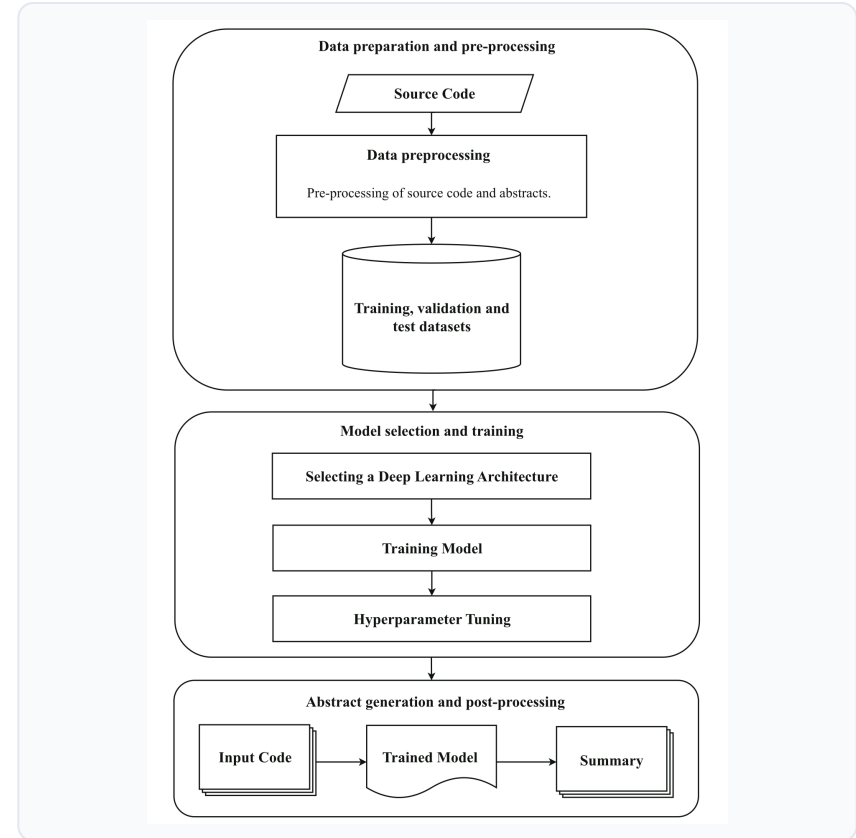 Data preparation and pre-processing
Source Code
Data preprocessing
Pre-processing of source code and abstracts.
Training, validation and
test datasets
Model selection and training
Selecting a Deep Learning Architecture
Training Model
Hyperparameter Tuning
Abstract generation and post-processing
Input Code
Trained Model
Summary